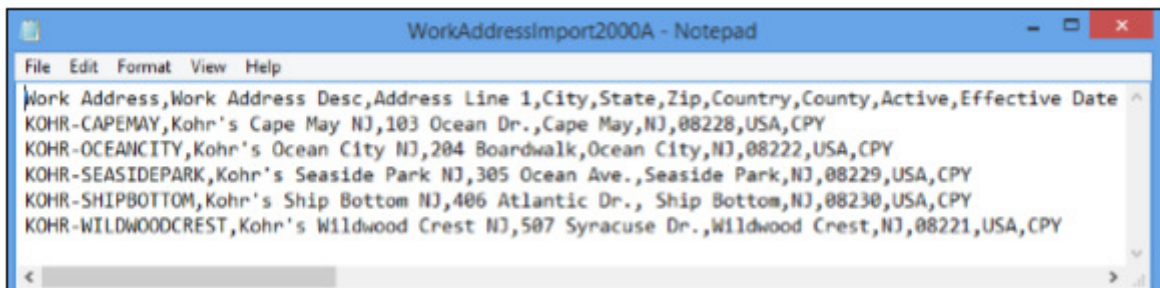 WorkAddressImport2000A - Notepad
File Edit Format View Help
Work Address,Work Address Desc,Address Line 1,City,State,Zip,Country,County,Active,Effective Date
KOHR-CAPEMAY,Kohr's Cape May NJ,103 Ocean Dr.,Cape May,NJ,08228,USA,CPY
KOHR-OCEANCITY,Kohr's Ocean City NJ,204 Boardwalk,Ocean City,NJ,08222,USA,CPY
KOHR-SEASIDEPARK,Kohr's Seaside Park NJ,305 Ocean Ave.,Seaside Park,NJ,08229,USA,CPY
KOHR-SHIPBOTTOM,Kohr's Ship Bottom NJ,406 Atlantic Dr., Ship Bottom,NJ,08230,USA,CPY
KOHR-WILDWOODCREST,Kohr's Wildwood Crest NJ,507 Syracuse Dr.,Wildwood Crest,NJ,08221,USA,CPY